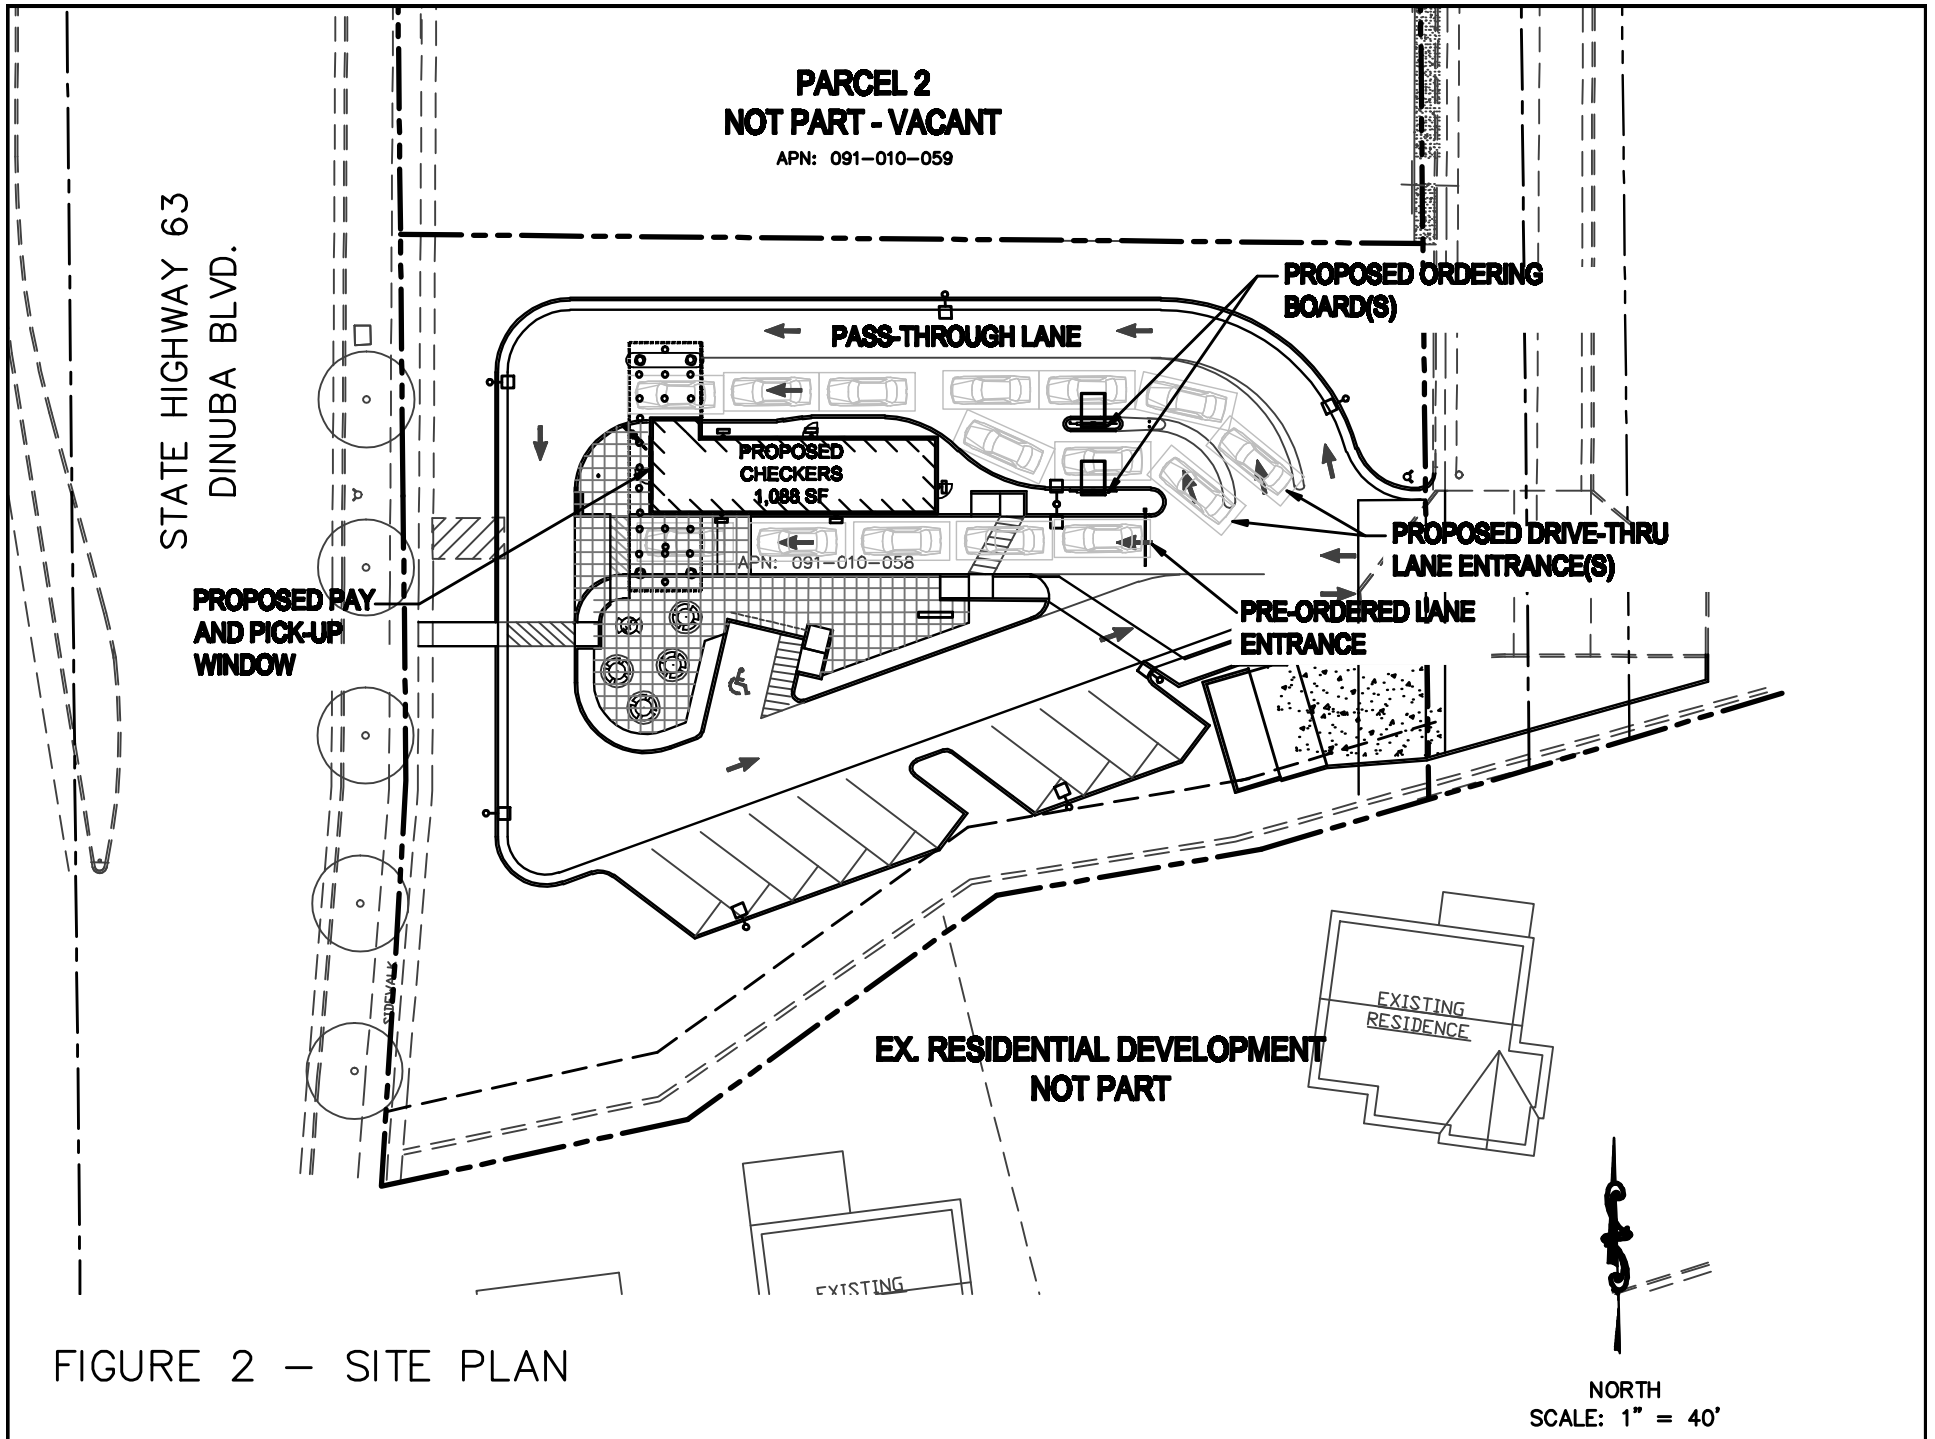 PARCEL 2
NOT PART - VACANT
APN: 091-010-059
STATE HIGHWAY 63
DINUBA BLVD.
PROPOSED ORDERING
BOARD(S)
PASS-THROUGH LANE
PROPOSED
CHECKERS
1,088 SF
PROPOSED DRIVE-THRU
LANE ENTRANCE(S)
APN: 091-010-058
PROPOSED PAY
AND PICK-UP
WINDOW
PRE-ORDERED LANE
ENTRANCE
SIDEWALK
EXISTING
RESIDENCE
EX. RESIDENTIAL DEVELOPMENT
NOT PART
EXISTING
FIGURE 2 - SITE PLAN
NORTH
SCALE: 1" = 40'